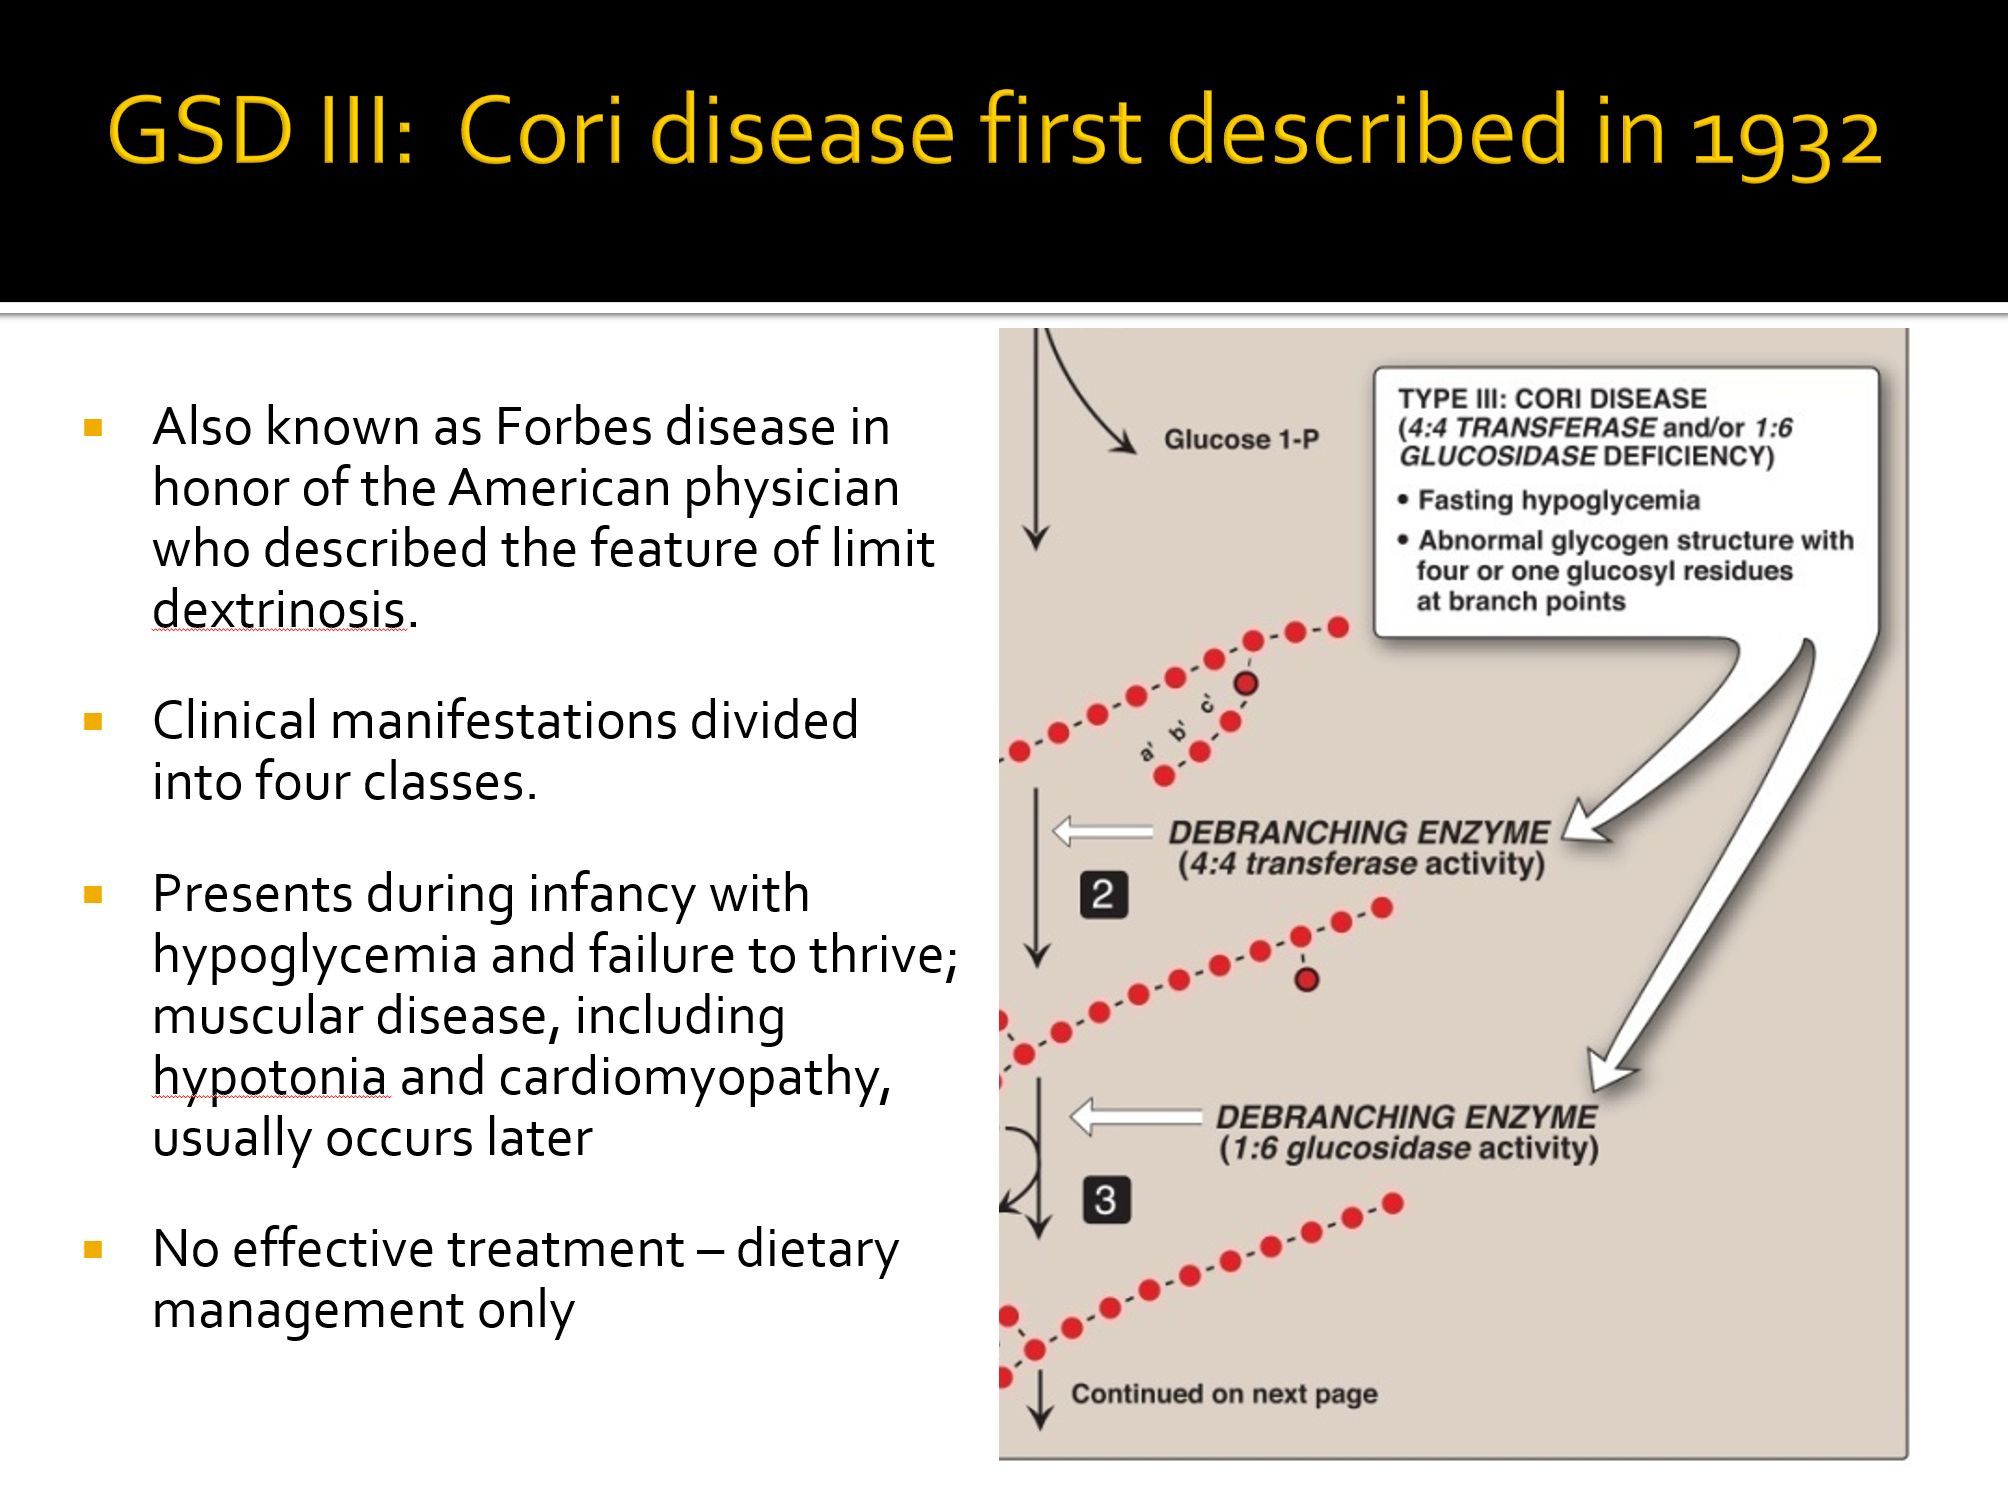 GSD III: Cori disease first described in 1932
Also known as Forbes disease in
honor of the American physician
who described the feature of limit
dextrinosis.
Clinical manifestations divided
into four classes.
Presents during infancy with
hypoglycemia and failure to thrive;
muscular disease, including
hypotonia and cardiomyopathy,
usually occurs later
No effective treatment – dietary
management only
Glucose 1-P
TYPE III: CORI DISEASE
(4:4 TRANSFERASE and/or 1:6
GLUCOSIDASE DEFICIENCY)
• Fasting hypoglycemia
• Abnormal glycogen structure with
four or one glucosyl residues
at branch points
a' b' c'
DEBRANCHING ENZYME
(4:4 transferase activity)
2
DEBRANCHING ENZYME
(1:6 glucosidase activity)
3
Continued on next page